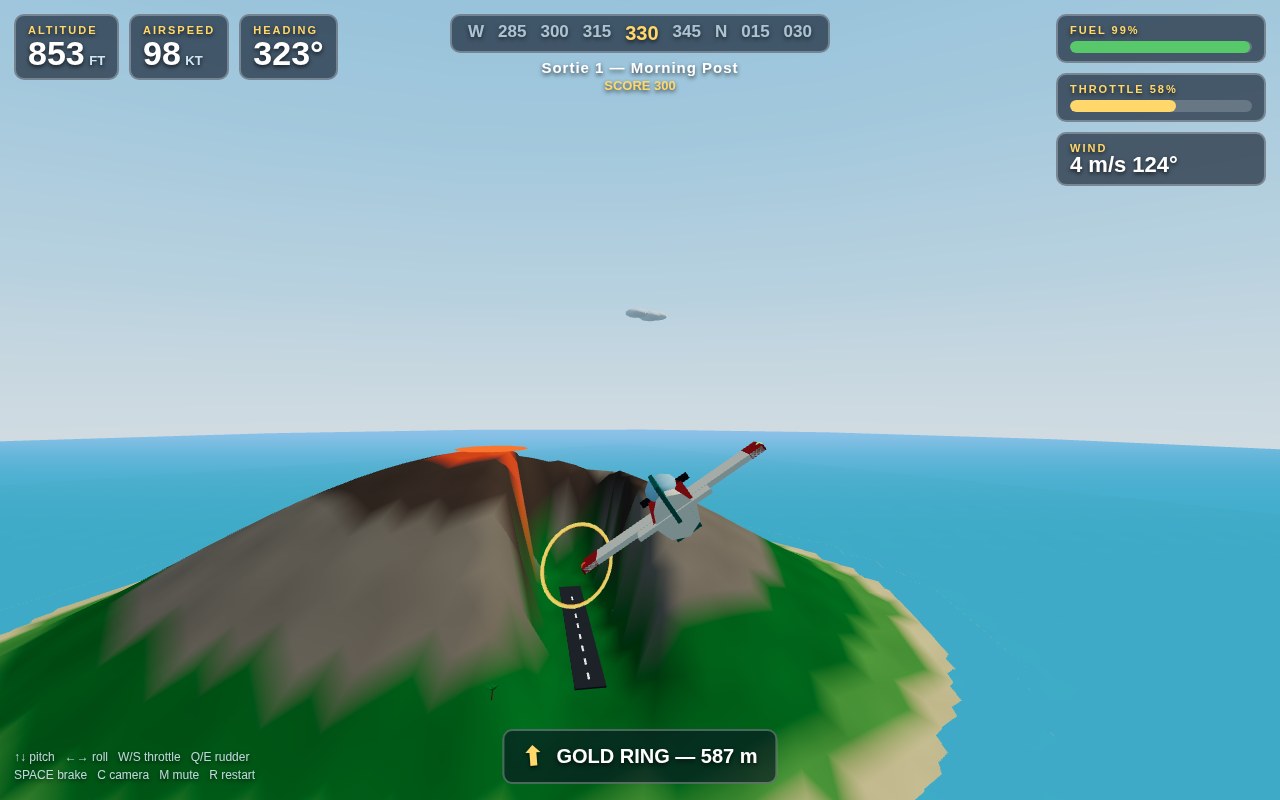 ALTITUDE
853 FT
AIRSPEED
98 KT
HEADING
323°
W 285 300 315 330 345 N 015 030
Sortie 1 — Morning Post
SCORE 300
FUEL 99%
THROTTLE 58%
WIND
4 m/s 124°
↑↓ pitch ←→ roll W/S throttle Q/E rudder
SPACE brake C camera M mute R restart
GOLD RING — 587 m